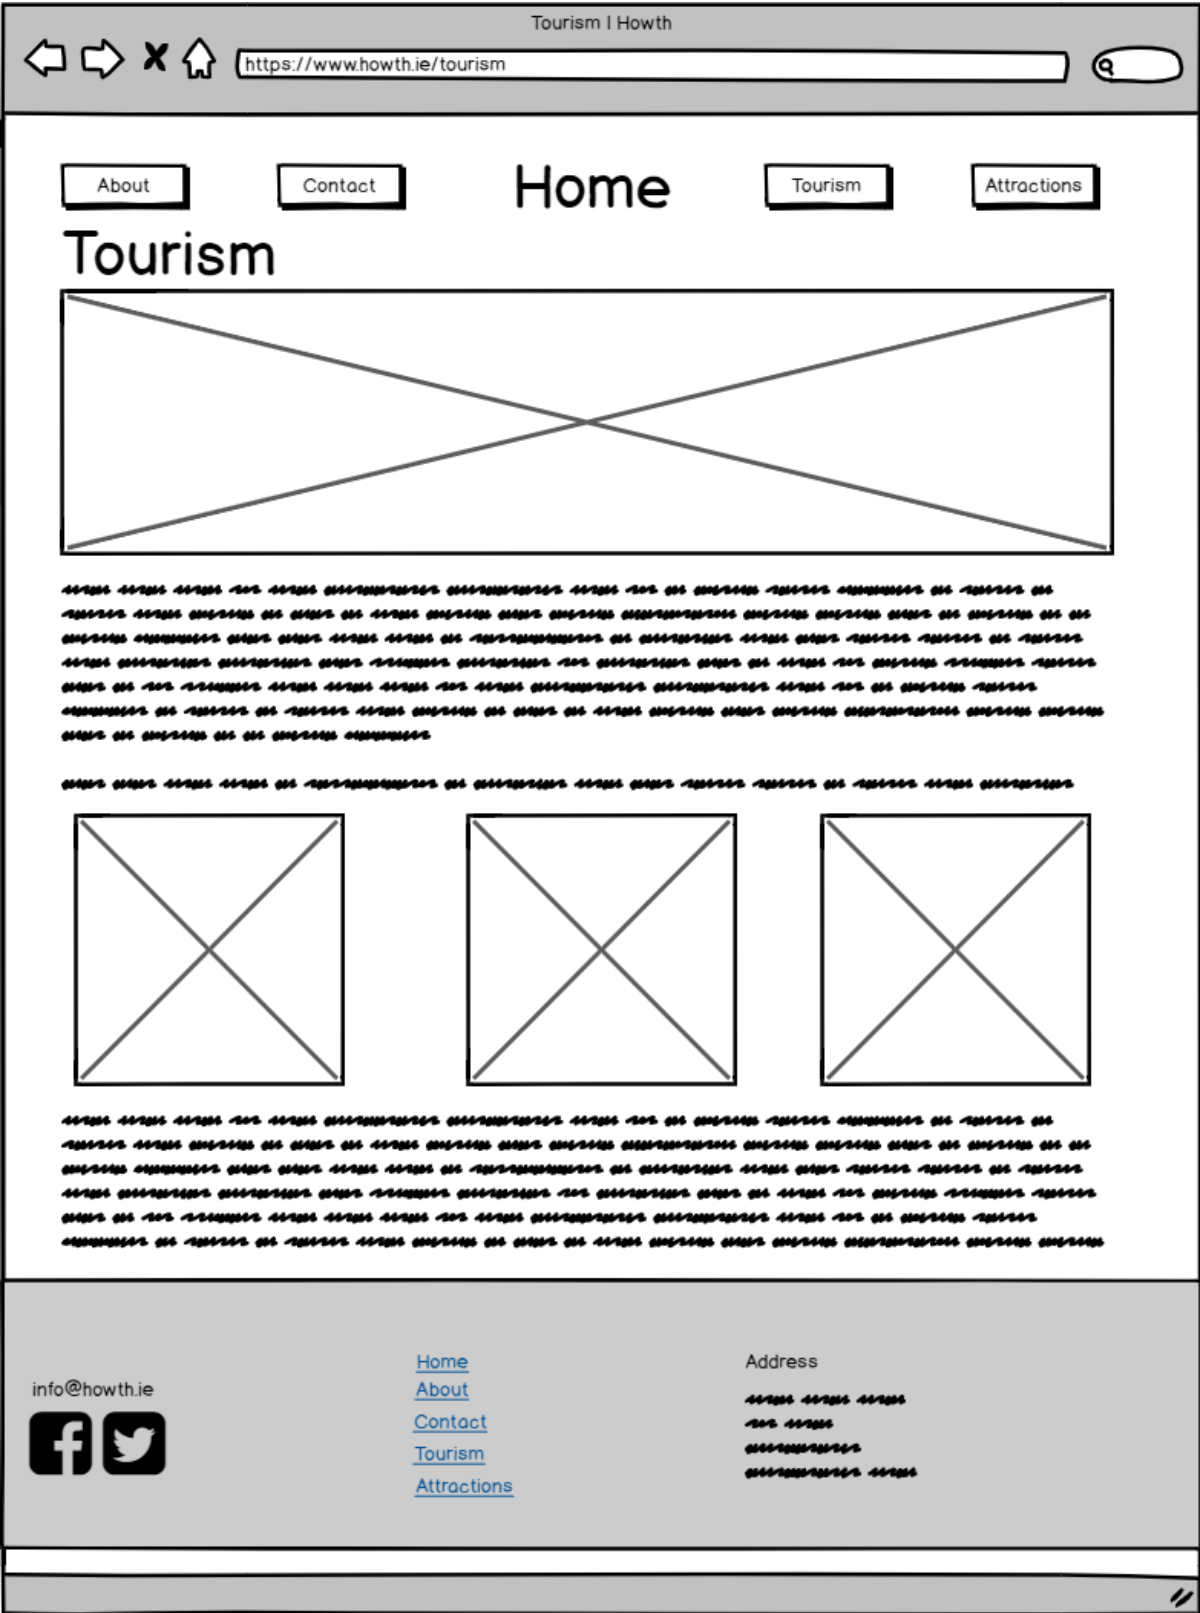 Tourism | Howth
https://www.howth.ie/tourism
About Contact Home Tourism Attractions
Tourism
info@howth.ie
Home
About
Contact
Tourism
Attractions
Address